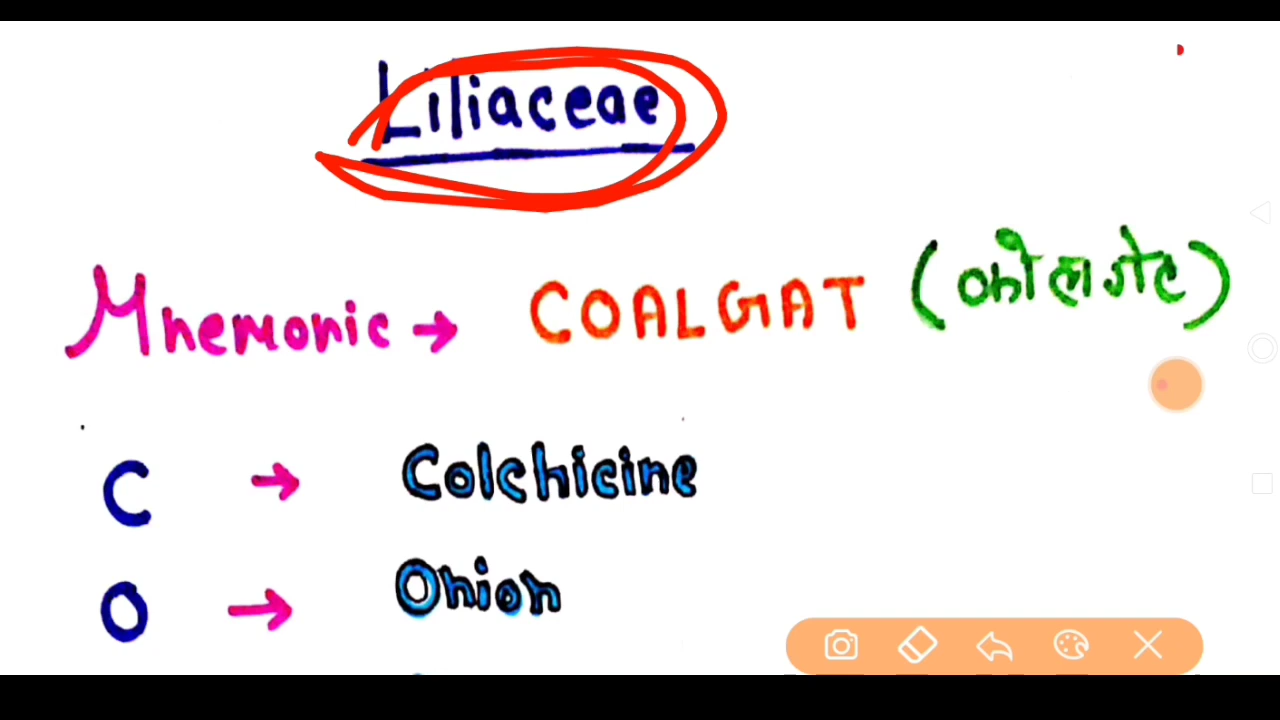 Liliaceae
Mnemonic → COALGAT (कोलगेट)
C → Colchicine
O → Onion